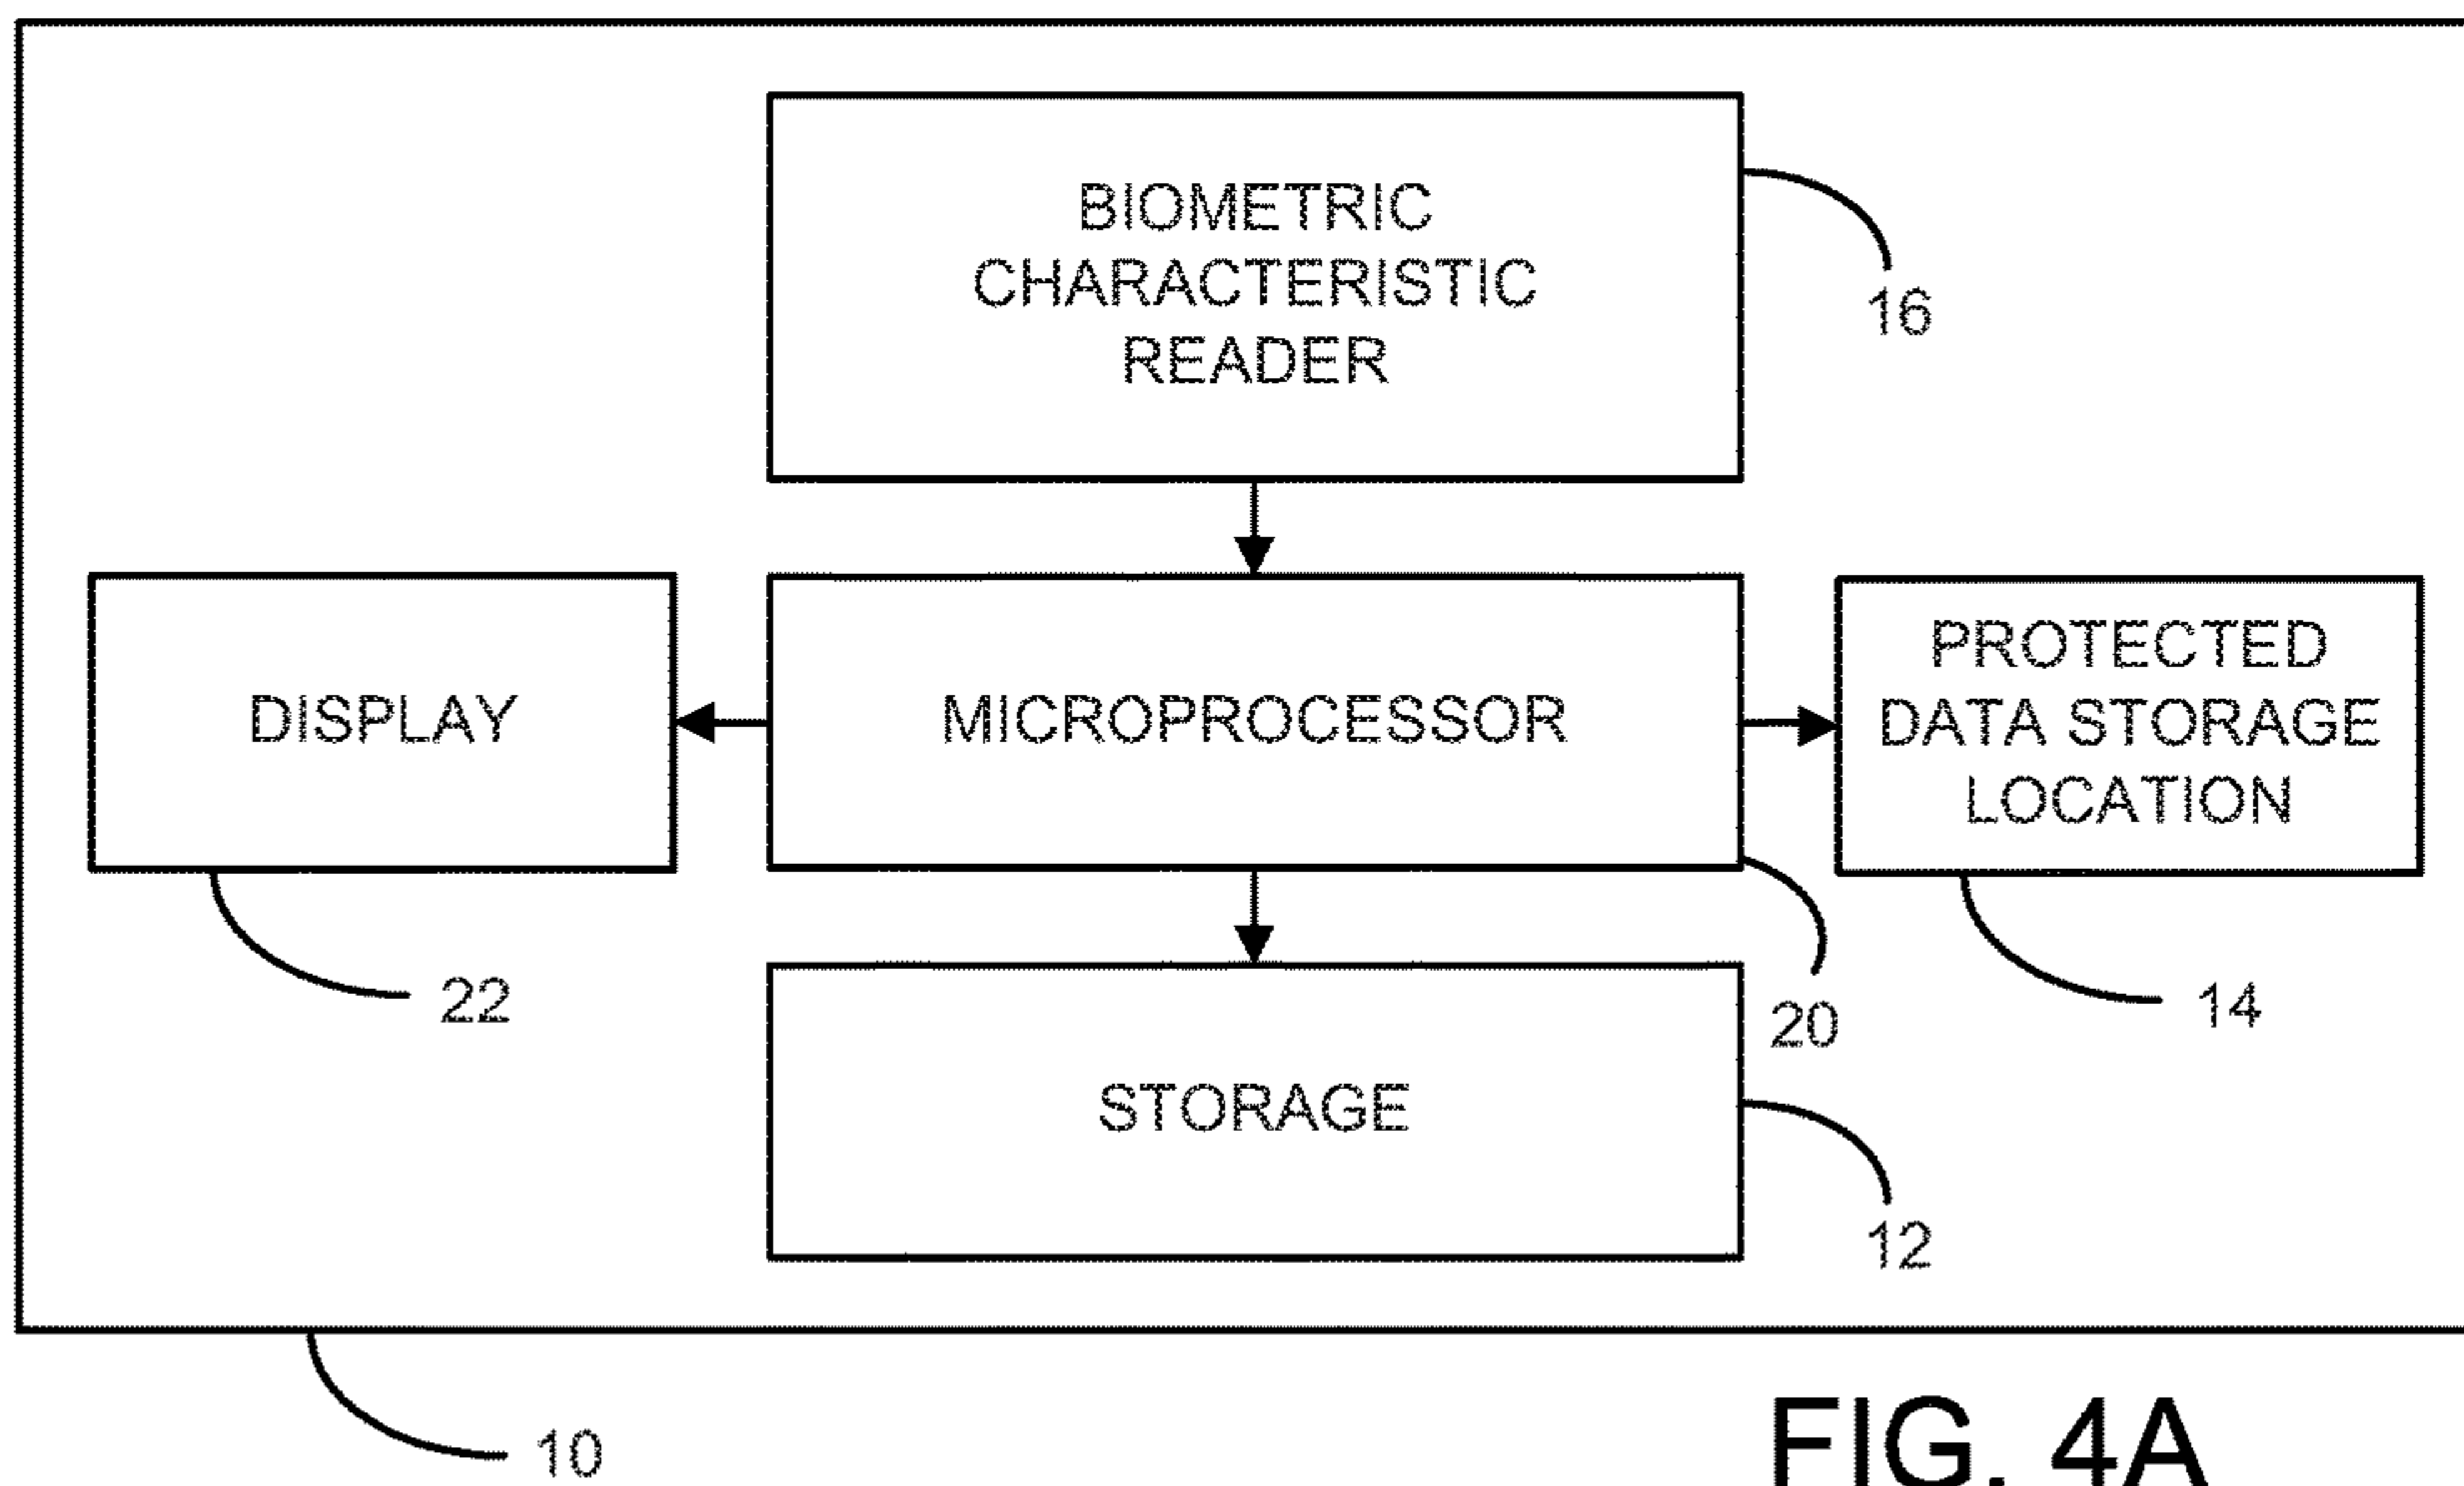 BIOMETRIC
CHARACTERISTIC
READER
16
DISPLAY
MICROPROCESSOR
PROTECTED
DATA STORAGE
LOCATION
22
20
14
STORAGE
12
10
FIG. 4A